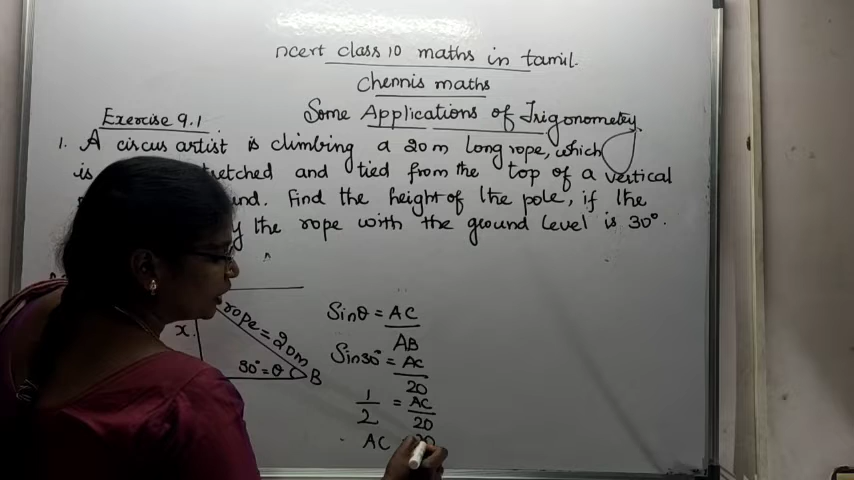 ncert class 10 maths in tamil.
Chennis maths
Exercise 9.1 Some Applications of Trigonometry
1. A circus artist is climbing a 20m long rope, which
is stretched and tied from the top of a vertical
Find the height of the pole, if the
the rope with the ground level is 30°.
x rope = 20m
30° = θ B
Sinθ = AC
AB
Sin30° = AC
20
1 = AC
2 20
AC